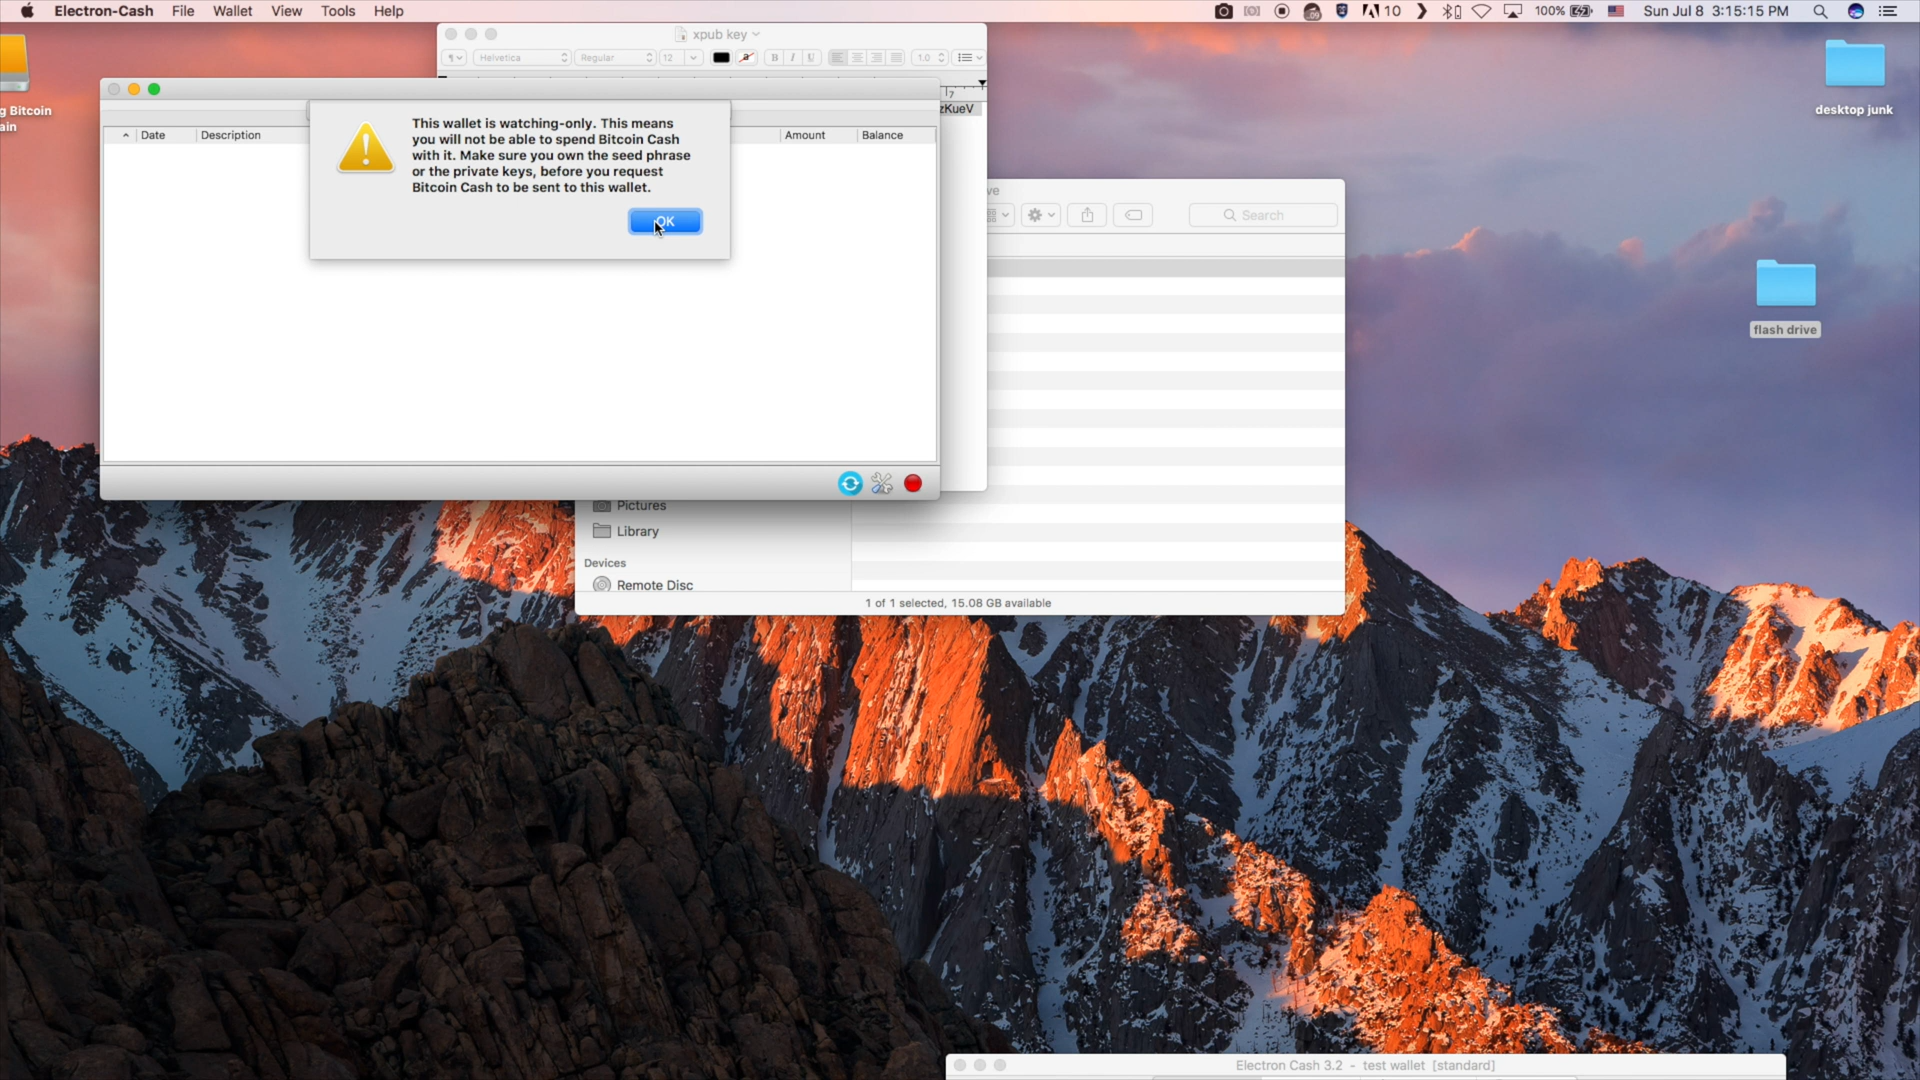 Electron-Cash File Wallet View Tools Help
10 100% Sun Jul 8 3:15:15 PM
xpub key
Helvetica Regular 12 B I U 1.0
7
zKueV
g Bitcoin
ain
desktop junk
This wallet is watching-only. This means
you will not be able to spend Bitcoin Cash
with it. Make sure you own the seed phrase
or the private keys, before you request
Bitcoin Cash to be sent to this wallet.
OK
Date Description Amount Balance
ve
Search
flash drive
Pictures
Library
Devices
Remote Disc
1 of 1 selected, 15.08 GB available
Electron Cash 3.2 - test wallet [standard]